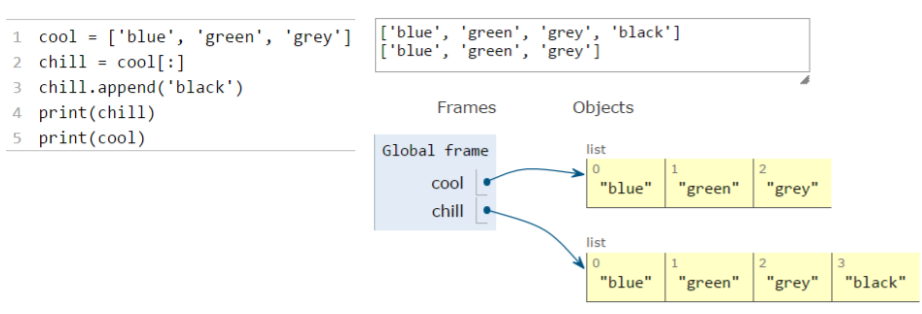 1 cool = ['blue', 'green', 'grey']
2 chill = cool[:]
3 chill.append('black')
4 print(chill)
5 print(cool)
['blue', 'green', 'grey', 'black']
['blue', 'green', 'grey']
Frames Objects
Global frame
cool
chill
list
0 1 2
"blue" "green" "grey"
list
0 1 2 3
"blue" "green" "grey" "black"